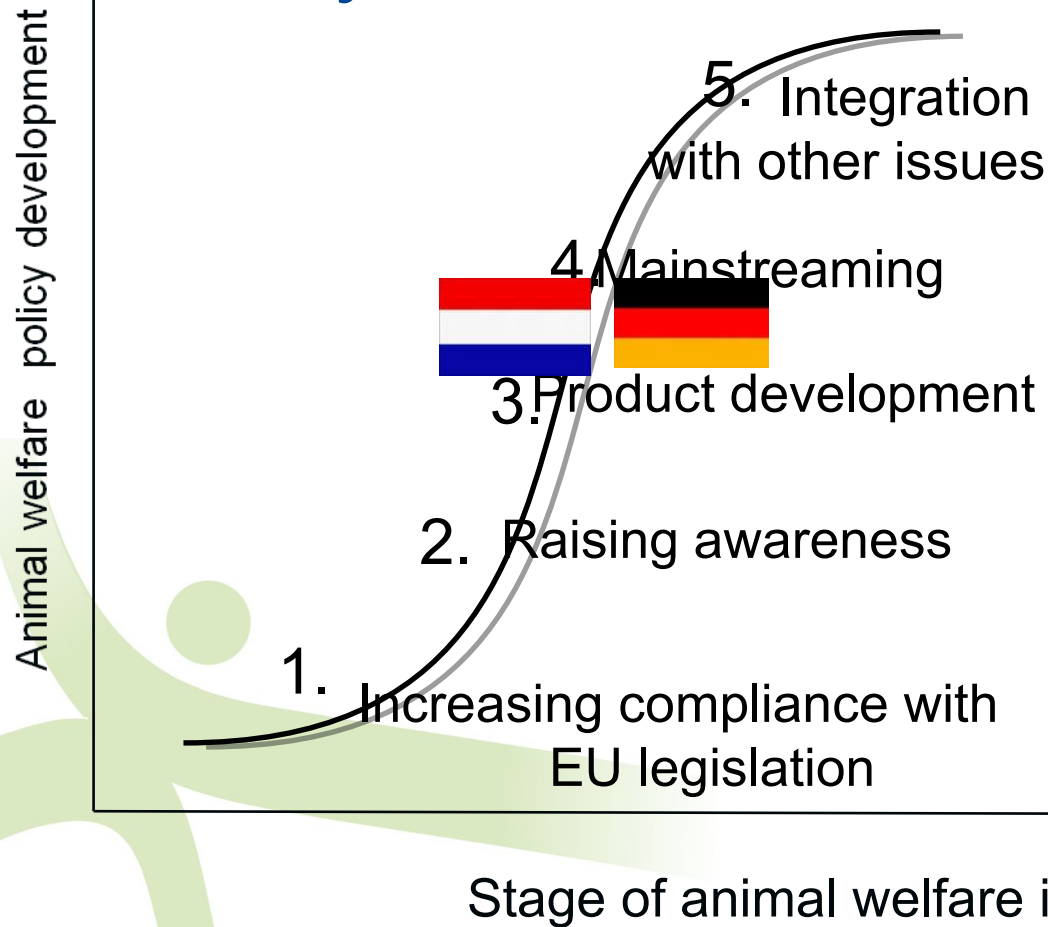 Animal welfare policy development
5. Integration
with other issues
4. Mainstreaming
3. Product development
2. Raising awareness
1. Increasing compliance with
EU legislation
Stage of animal welfare